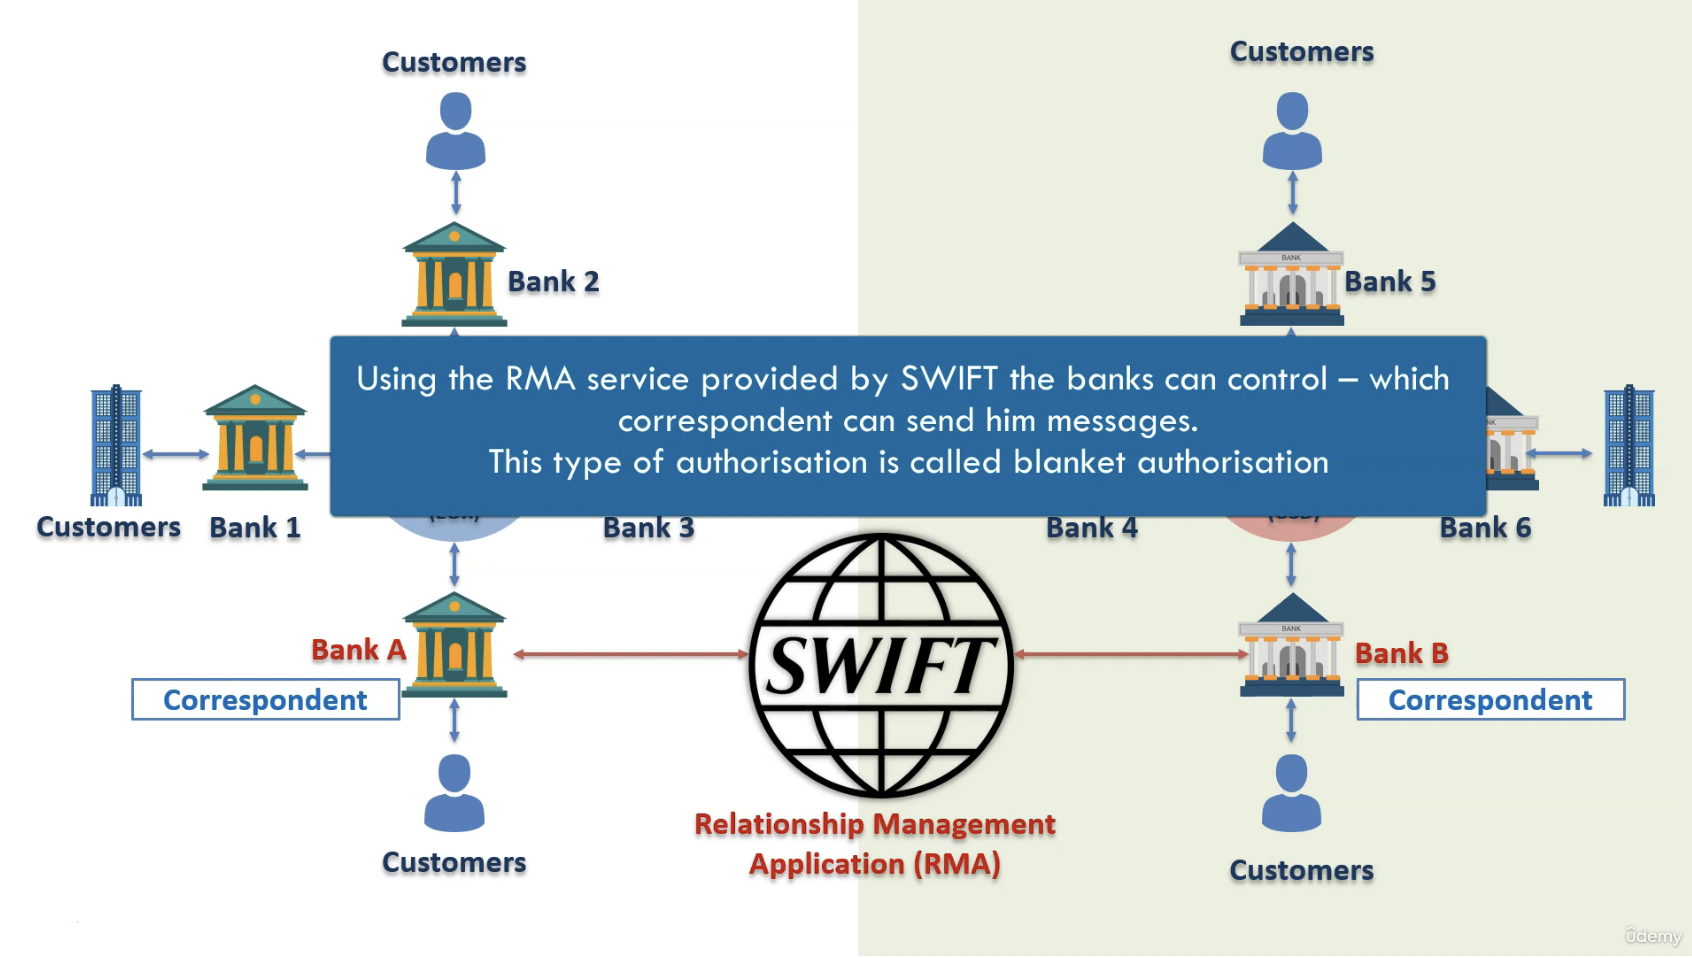 Customers
Customers
BANK
Bank 2
Bank 5
Using the RMA service provided by SWIFT the banks can control – which
correspondent can send him messages.
This type of authorisation is called blanket authorisation
Customers
Bank 1
Bank 3
Bank 4
Bank 6
BANK
Bank A
SWIFT
Bank B
Correspondent
Correspondent
Relationship Management
Application (RMA)
Customers
Customers
ûdemy